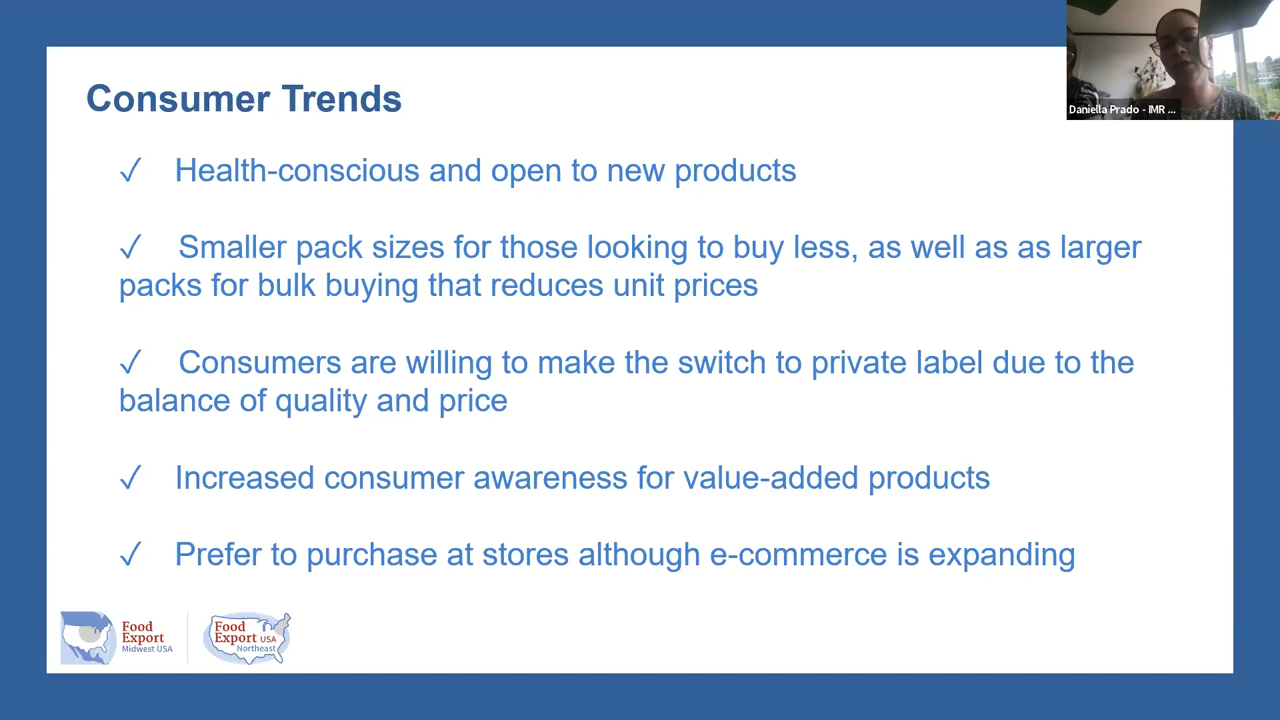 Consumer Trends
Daniella Prado - IMR ...
✓ Health-conscious and open to new products
✓ Smaller pack sizes for those looking to buy less, as well as as larger
packs for bulk buying that reduces unit prices
✓ Consumers are willing to make the switch to private label due to the
balance of quality and price
✓ Increased consumer awareness for value-added products
✓ Prefer to purchase at stores although e-commerce is expanding
Food
Export
Midwest USA
Food
Export USA
Northeast